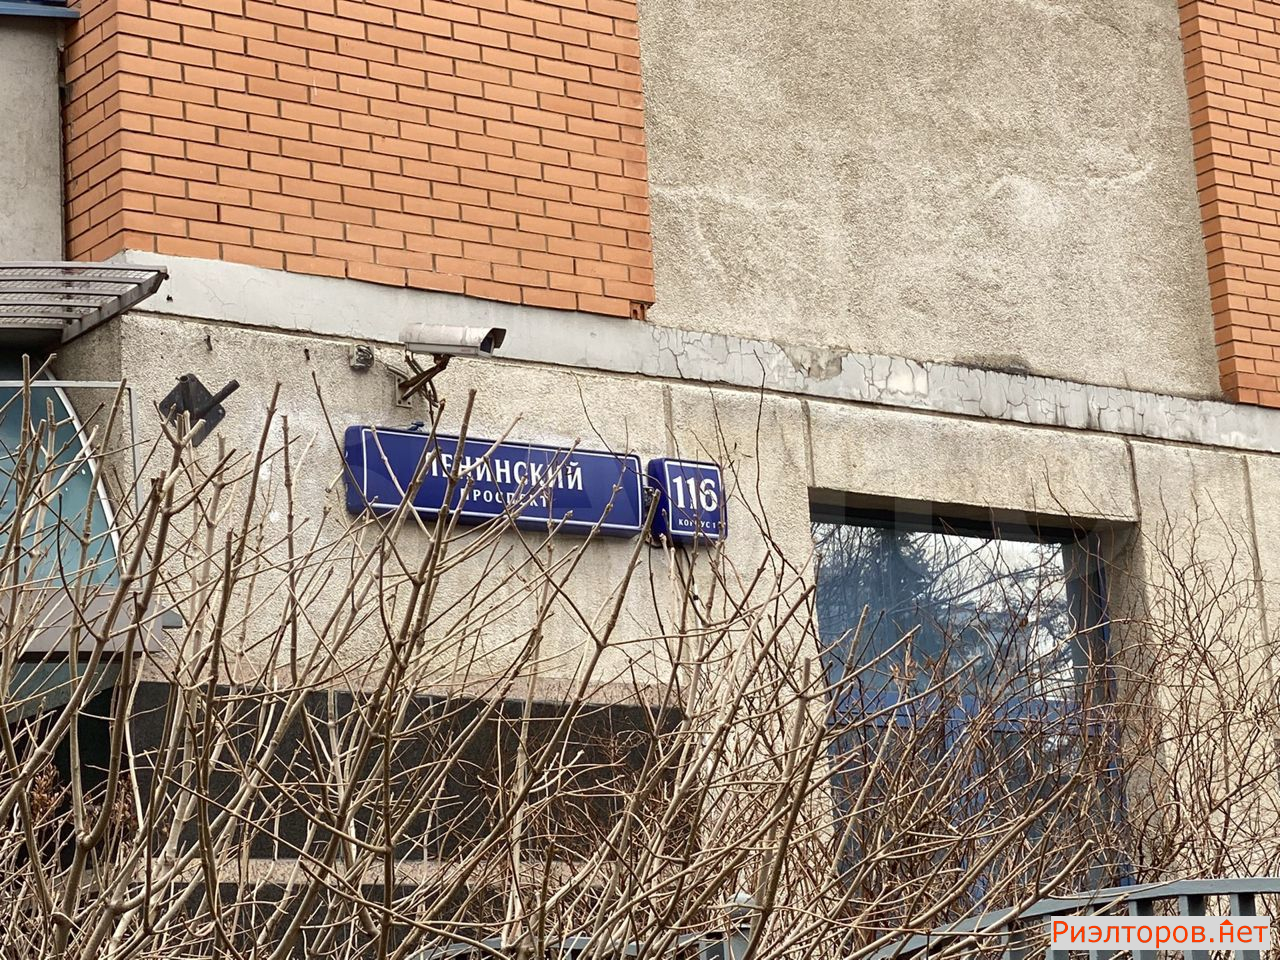 ЛЕНИНСКИЙ
ПРОСПЕКТ
116
КОРПУС 1
Риэлторов.нет